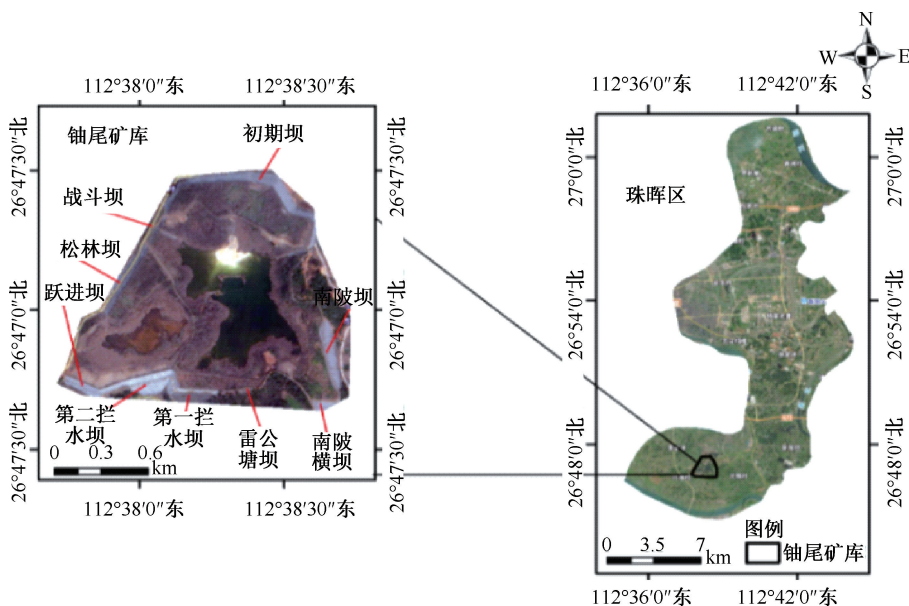 N
W
E
S
112°38′0″东
112°38′30″东
112°36′0″东
112°42′0″东
铀尾矿库
初期坝
战斗坝
松林坝
跃进坝
南陂坝
第二拦
水坝
第一拦
水坝
雷公
塘坝
南陂
横坝
0
0.3
0.6
km
26°47′30″北
26°47′0″北
26°47′30″北
26°47′30″北
26°47′0″北
26°47′30″北
112°38′0″东
112°38′30″东
珠晖区
27°0′0″北
26°54′0″北
26°48′0″北
27°0′0″北
26°54′0″北
26°48′0″北
图例
铀尾矿库
0
3.5
7
km
112°36′0″东
112°42′0″东